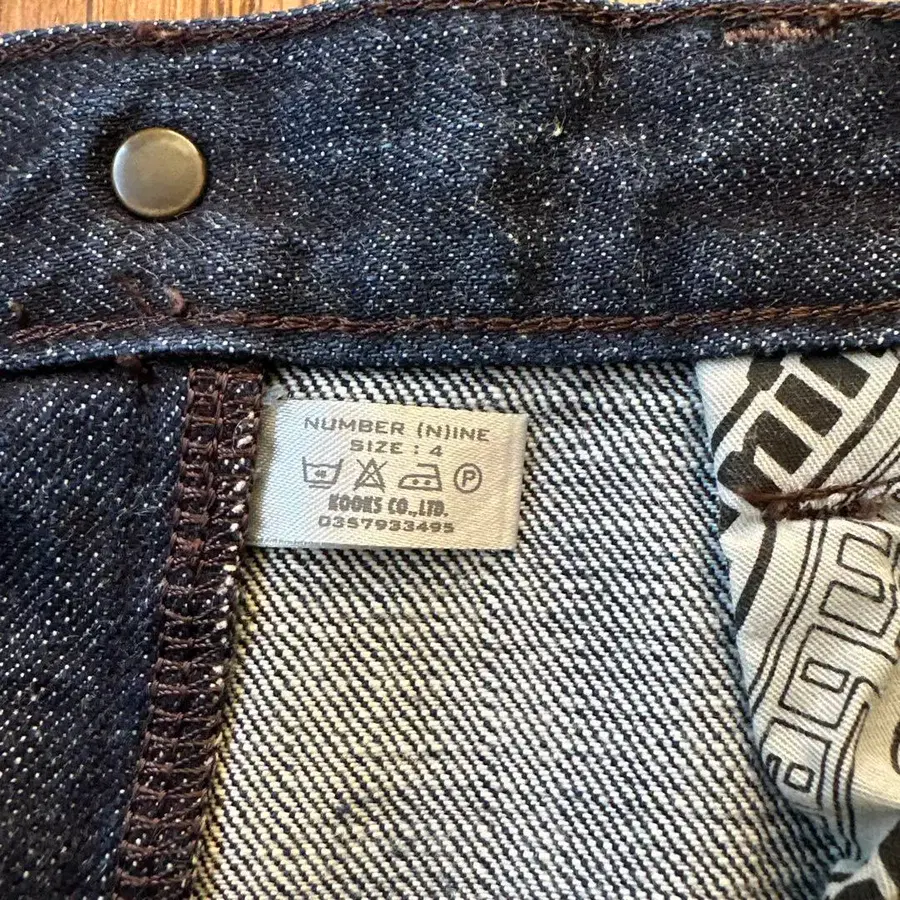 NUMBER (N)INE
SIZE : 4
P
KOOKS CO.,LTD.
0357933495